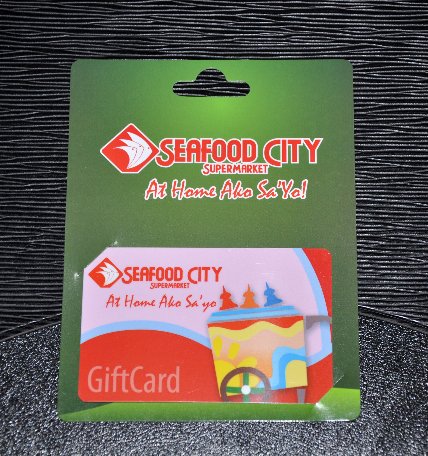 SEAFOOD CITY
SUPERMARKET
At Home Ako Sa'Yo!
SEAFOOD CITY
SUPERMARKET
At Home Ako Sa'yo
GiftCard